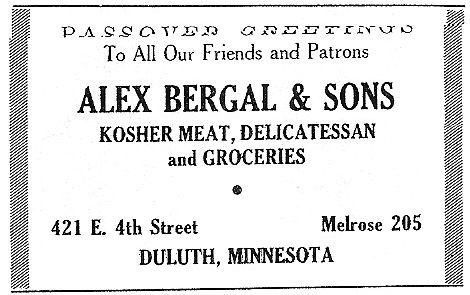 PASSOVER GREETINGS
To All Our Friends and Patrons
ALEX BERGAL & SONS
KOSHER MEAT, DELICATESSAN
and GROCERIES
421 E. 4th Street Melrose 205
DULUTH, MINNESOTA